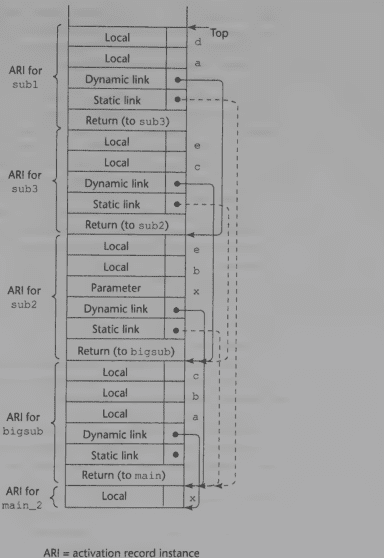 Top
Local d
Local a
ARI for
sub1
Dynamic link
Static link
Return (to sub3)
Local e
Local c
ARI for
sub3
Dynamic link
Static link
Return (to sub2)
Local e
Local b
ARI for
sub2
Parameter x
Dynamic link
Static link
Return (to bigsub)
Local c
Local b
Local a
ARI for
bigsub
Dynamic link
Static link
Return (to main)
ARI for
main_2
Local x
ARI = activation record instance